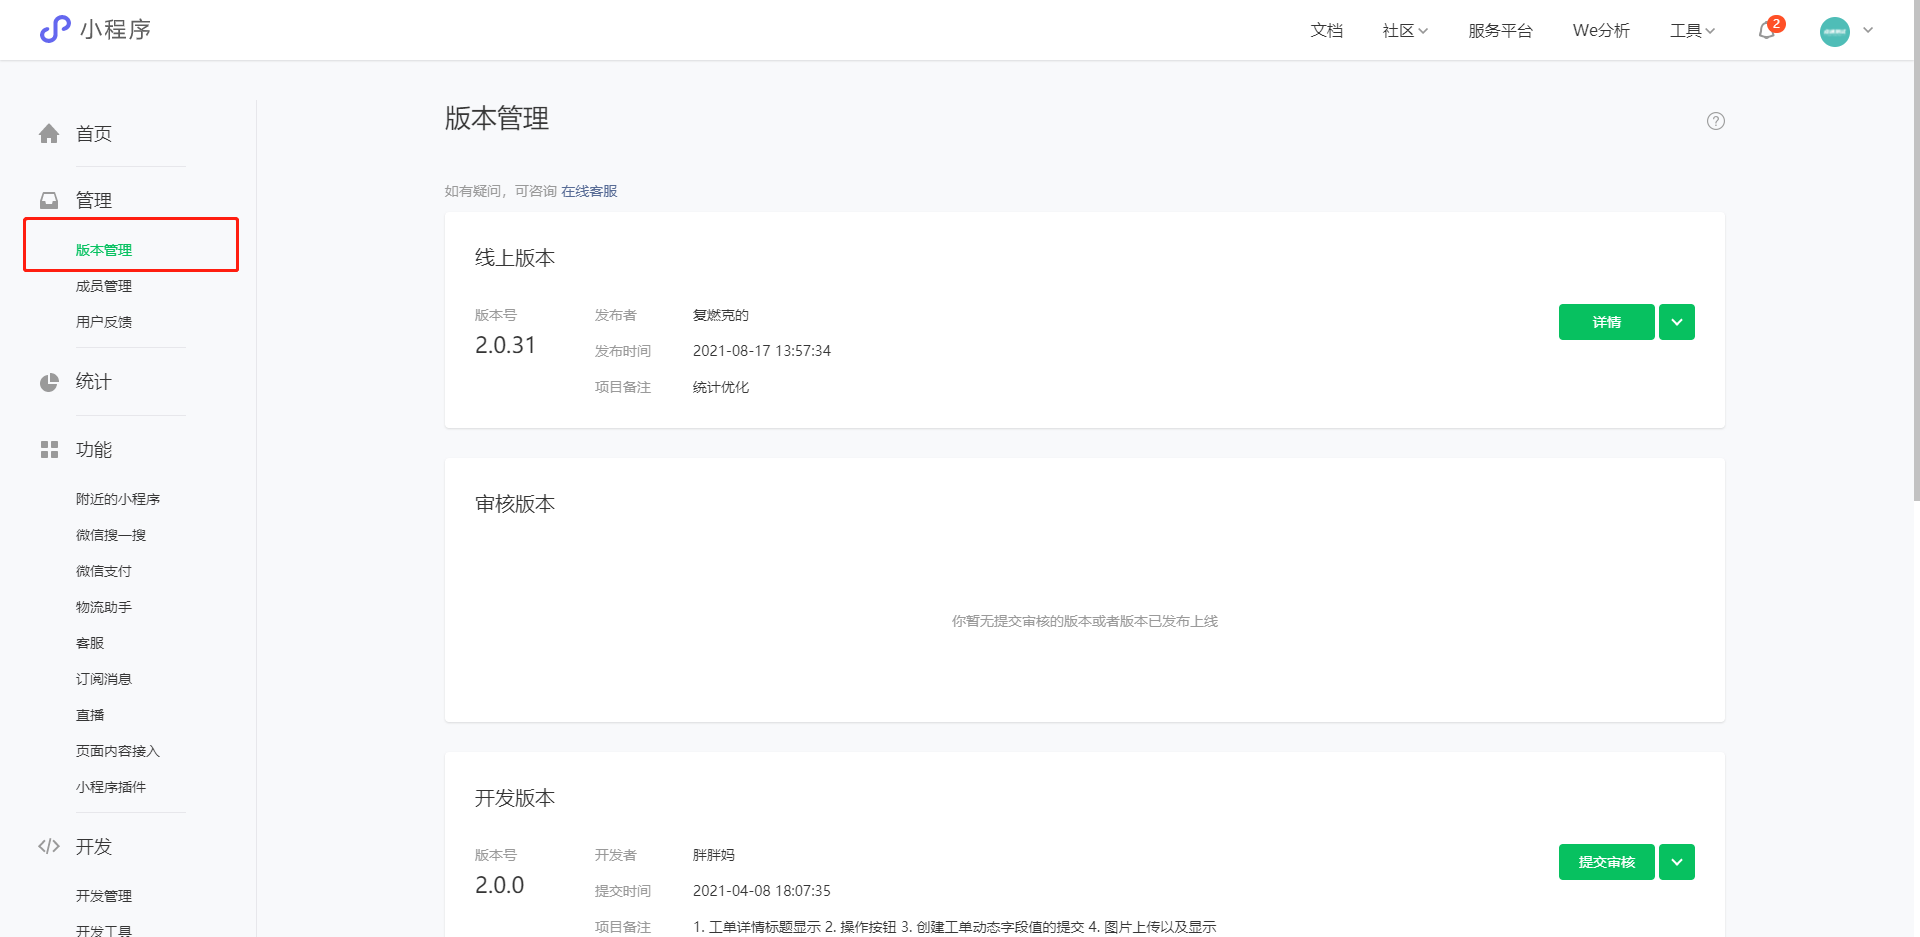 小程序
文档 社区 服务平台 We分析 工具 2
首页
管理
版本管理
成员管理
用户反馈
统计
功能
附近的小程序
微信搜一搜
微信支付
物流助手
客服
订阅消息
直播
页面内容接入
小程序插件
开发
开发管理
开发工具
版本管理
?
如有疑问，可咨询 在线客服
线上版本
版本号
2.0.31
发布者 复燃克的
发布时间 2021-08-17 13:57:34
项目备注 统计优化
详情
审核版本
你暂无提交审核的版本或者版本已发布上线
开发版本
版本号
2.0.0
开发者 胖胖妈
提交时间 2021-04-08 18:07:35
项目备注 1. 工单详情标题显示 2. 操作按钮 3. 创建工单动态字段值的提交 4. 图片上传以及显示
提交审核